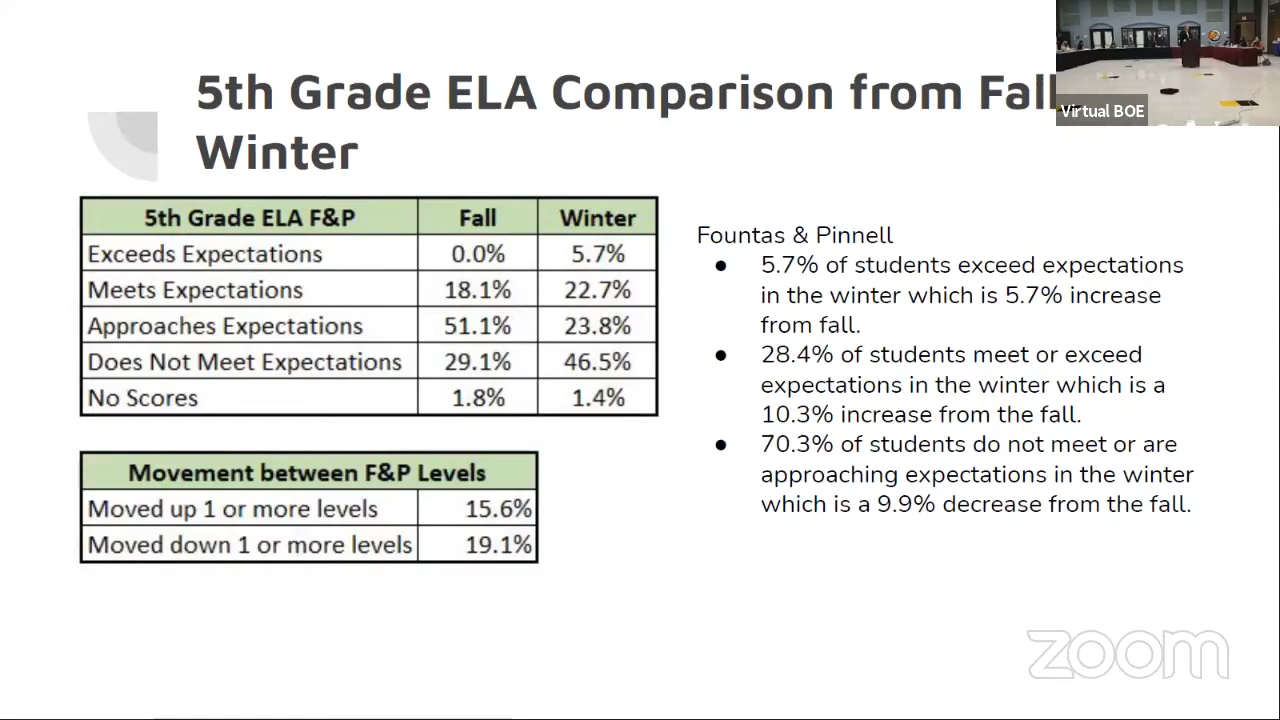 5th Grade ELA Comparison from Fall
Winter
Virtual BOE
5th Grade ELA F&P Fall Winter
Exceeds Expectations 0.0% 5.7%
Meets Expectations 18.1% 22.7%
Approaches Expectations 51.1% 23.8%
Does Not Meet Expectations 29.1% 46.5%
No Scores 1.8% 1.4%
Movement between F&P Levels
Moved up 1 or more levels 15.6%
Moved down 1 or more levels 19.1%
Fountas & Pinnell
● 5.7% of students exceed expectations
in the winter which is 5.7% increase
from fall.
● 28.4% of students meet or exceed
expectations in the winter which is a
10.3% increase from the fall.
● 70.3% of students do not meet or are
approaching expectations in the winter
which is a 9.9% decrease from the fall.
zoom